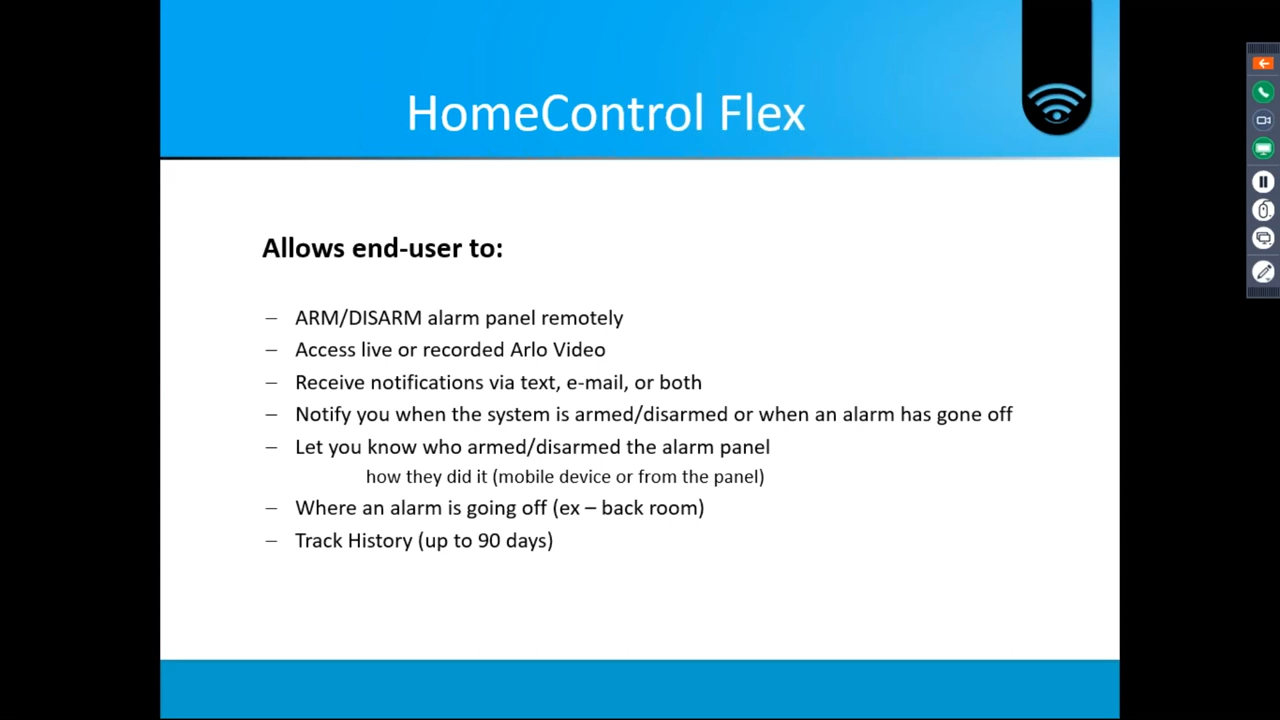 HomeControl Flex
Allows end-user to:
– ARM/DISARM alarm panel remotely
– Access live or recorded Arlo Video
– Receive notifications via text, e-mail, or both
– Notify you when the system is armed/disarmed or when an alarm has gone off
– Let you know who armed/disarmed the alarm panel
how they did it (mobile device or from the panel)
– Where an alarm is going off (ex – back room)
– Track History (up to 90 days)